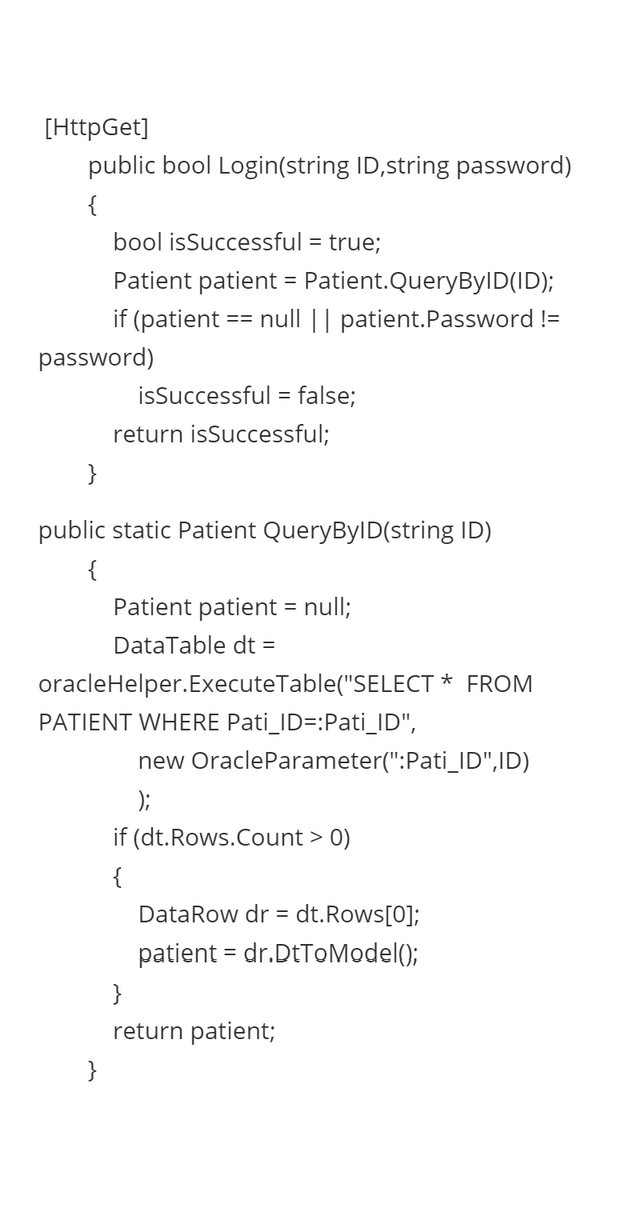 [HttpGet]
public bool Login(string ID,string password)
{
bool isSuccessful = true;
Patient patient = Patient.QueryByID(ID);
if (patient == null || patient.Password !=
password)
isSuccessful = false;
return isSuccessful;
}
public static Patient QueryByID(string ID)
{
Patient patient = null;
DataTable dt =
oracleHelper.ExecuteTable("SELECT *  FROM
PATIENT WHERE Pati_ID=:Pati_ID",
new OracleParameter(":Pati_ID",ID)
);
if (dt.Rows.Count > 0)
{
DataRow dr = dt.Rows[0];
patient = dr.DtToModel();
}
return patient;
}